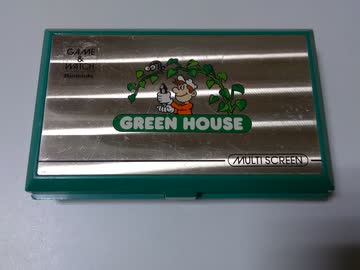 GAME
&
WATCH
Nintendo
GREEN HOUSE
MULTI SCREEN